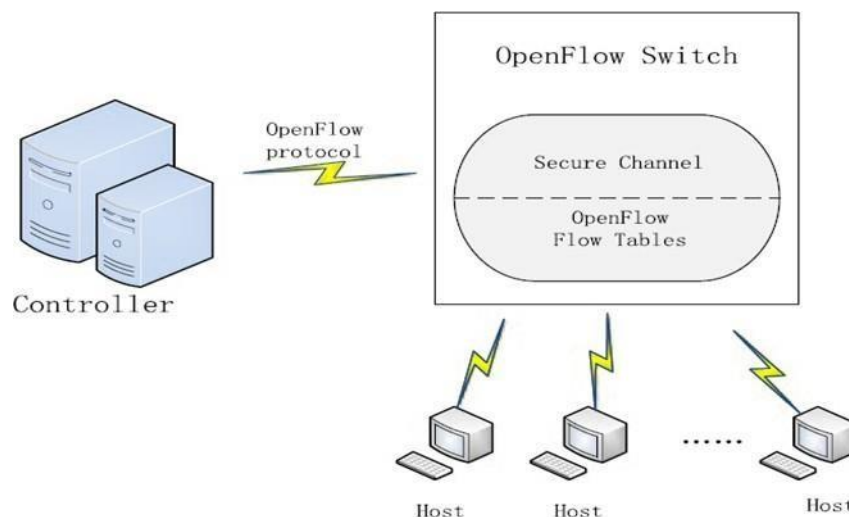 OpenFlow Switch
OpenFlow
protocol
Secure Channel
OpenFlow
Flow Tables
Controller
......
Host
Host
Host